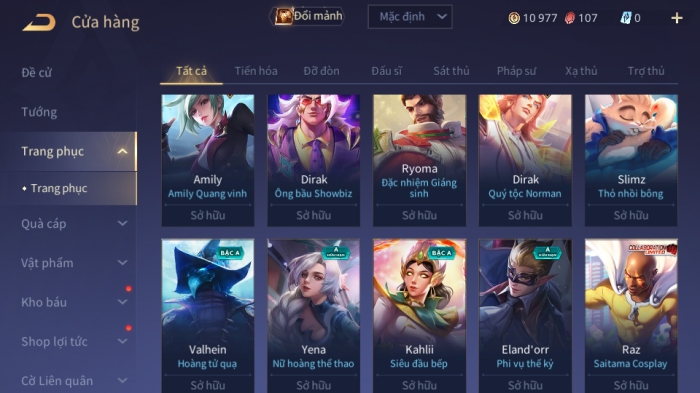 Cửa hàng
Đổi mảnh
Mặc định
10 977
107
0
Đề cử
Tướng
Trang phục
Trang phục
Quà cáp
Vật phẩm
Kho báu
Shop lợi tức
Cờ Liên quân
Tất cả
Tiến hóa
Đỡ đòn
Đấu sĩ
Sát thủ
Pháp sư
Xạ thủ
Trợ thủ
Amily
Amily Quang vinh
Sở hữu
Dirak
Ông bầu Showbiz
Sở hữu
Ryoma
Đặc nhiệm Giáng
sinh
Sở hữu
Dirak
Quý tộc Norman
Sở hữu
Slimz
Thỏ nhồi bông
Sở hữu
BẬC A
Valhein
Hoàng tử quạ
Sở hữu
A
Yena
Nữ hoàng thể thao
Sở hữu
BẬC A
Kahlii
Siêu đầu bếp
Sở hữu
A
Eland'orr
Phi vụ thế kỷ
Sở hữu
COLLABORATION
LIMITED
Raz
Saitama Cosplay
Sở hữu